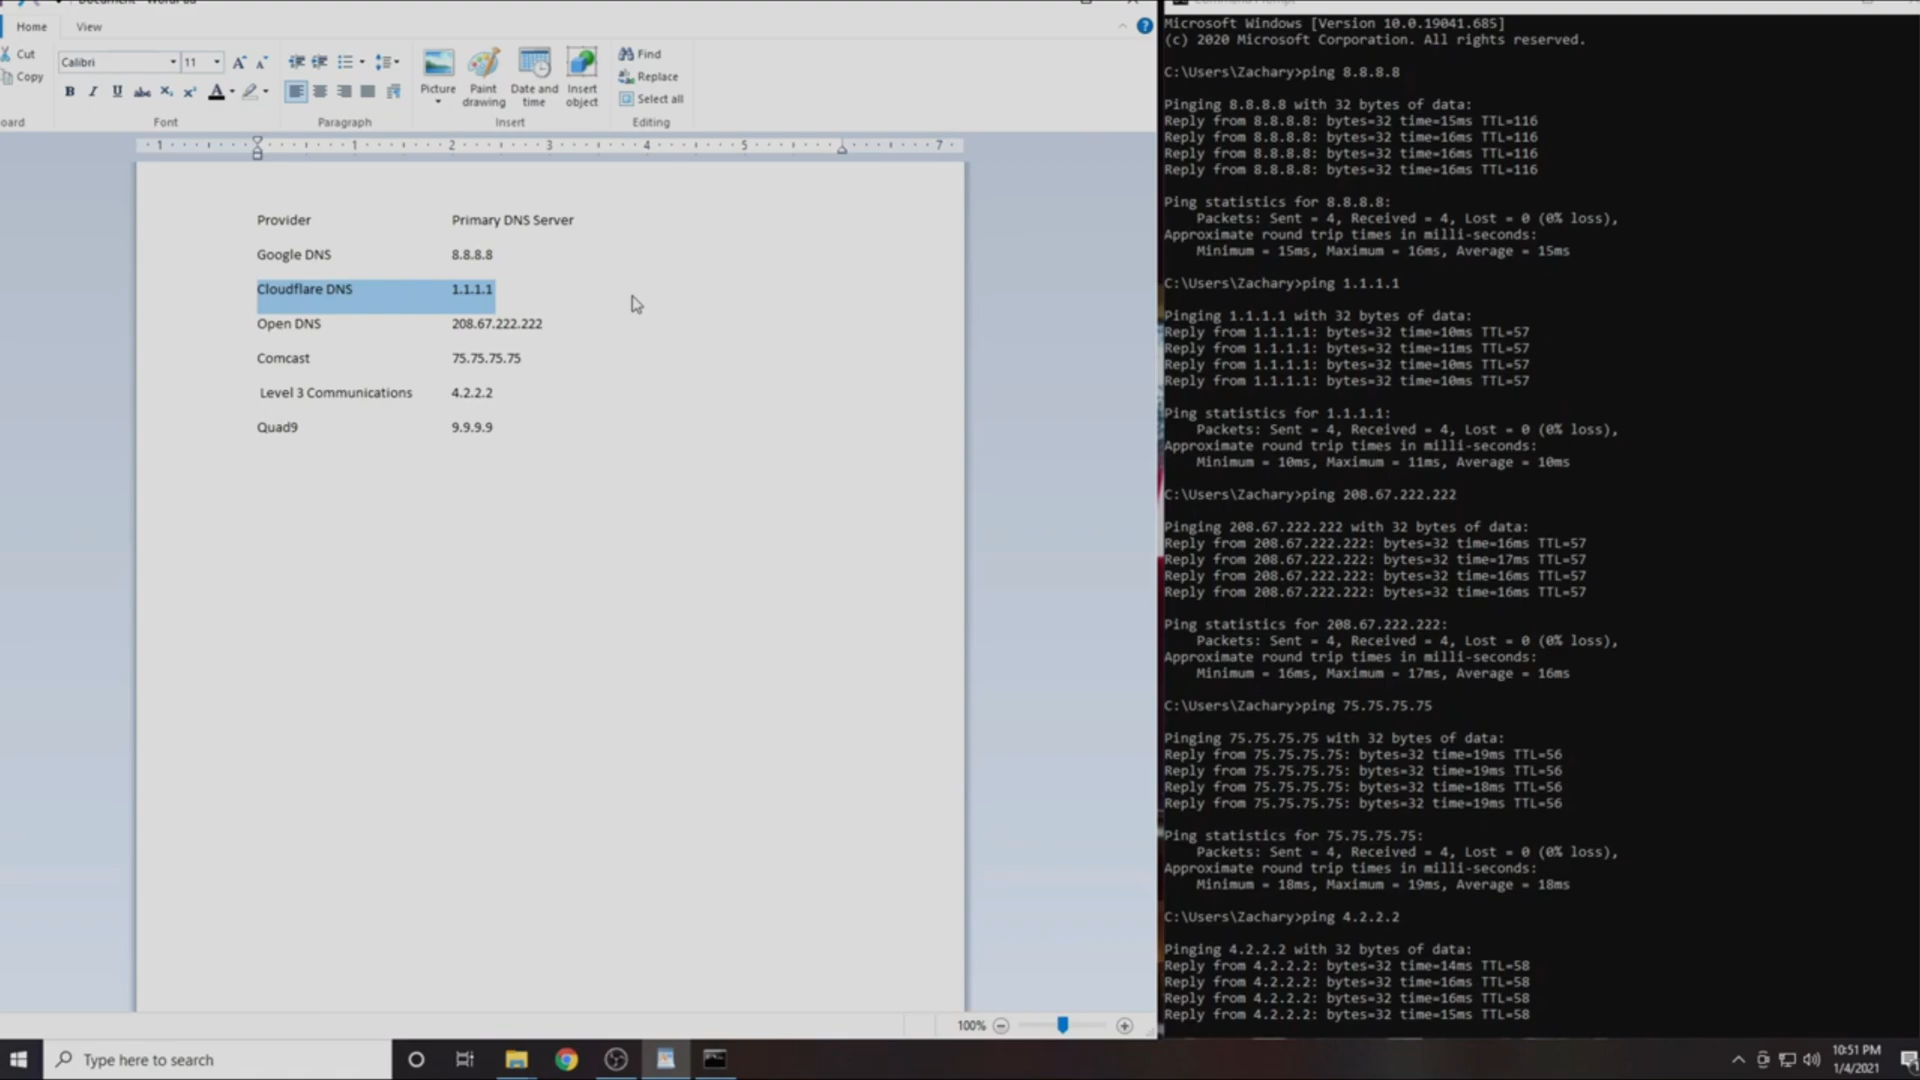 Home View
Cut
Copy
Calibri 11
Picture
Paint drawing
Date and time
Insert object
Find
Replace
Select all
Font Paragraph Insert Editing
1 1 2 3 4 5 7
Provider Primary DNS Server
Google DNS 8.8.8.8
Cloudflare DNS 1.1.1.1
Open DNS 208.67.222.222
Comcast 75.75.75.75
Level 3 Communications 4.2.2.2
Quad9 9.9.9.9
100%
Microsoft Windows [Version 10.0.19041.685]
(c) 2020 Microsoft Corporation. All rights reserved.
C:\Users\Zachary>ping 8.8.8.8
Pinging 8.8.8.8 with 32 bytes of data:
Reply from 8.8.8.8: bytes=32 time=15ms TTL=116
Reply from 8.8.8.8: bytes=32 time=16ms TTL=116
Reply from 8.8.8.8: bytes=32 time=16ms TTL=116
Reply from 8.8.8.8: bytes=32 time=16ms TTL=116
Ping statistics for 8.8.8.8:
Packets: Sent = 4, Received = 4, Lost = 0 (0% loss),
Approximate round trip times in milli-seconds:
Minimum = 15ms, Maximum = 16ms, Average = 15ms
C:\Users\Zachary>ping 1.1.1.1
Pinging 1.1.1.1 with 32 bytes of data:
Reply from 1.1.1.1: bytes=32 time=10ms TTL=57
Reply from 1.1.1.1: bytes=32 time=11ms TTL=57
Reply from 1.1.1.1: bytes=32 time=10ms TTL=57
Reply from 1.1.1.1: bytes=32 time=10ms TTL=57
Ping statistics for 1.1.1.1:
Packets: Sent = 4, Received = 4, Lost = 0 (0% loss),
Approximate round trip times in milli-seconds:
Minimum = 10ms, Maximum = 11ms, Average = 10ms
C:\Users\Zachary>ping 208.67.222.222
Pinging 208.67.222.222 with 32 bytes of data:
Reply from 208.67.222.222: bytes=32 time=16ms TTL=57
Reply from 208.67.222.222: bytes=32 time=17ms TTL=57
Reply from 208.67.222.222: bytes=32 time=16ms TTL=57
Reply from 208.67.222.222: bytes=32 time=16ms TTL=57
Ping statistics for 208.67.222.222:
Packets: Sent = 4, Received = 4, Lost = 0 (0% loss),
Approximate round trip times in milli-seconds:
Minimum = 16ms, Maximum = 17ms, Average = 16ms
C:\Users\Zachary>ping 75.75.75.75
Pinging 75.75.75.75 with 32 bytes of data:
Reply from 75.75.75.75: bytes=32 time=19ms TTL=56
Reply from 75.75.75.75: bytes=32 time=19ms TTL=56
Reply from 75.75.75.75: bytes=32 time=18ms TTL=56
Reply from 75.75.75.75: bytes=32 time=19ms TTL=56
Ping statistics for 75.75.75.75:
Packets: Sent = 4, Received = 4, Lost = 0 (0% loss),
Approximate round trip times in milli-seconds:
Minimum = 18ms, Maximum = 19ms, Average = 18ms
C:\Users\Zachary>ping 4.2.2.2
Pinging 4.2.2.2 with 32 bytes of data:
Reply from 4.2.2.2: bytes=32 time=14ms TTL=58
Reply from 4.2.2.2: bytes=32 time=16ms TTL=58
Reply from 4.2.2.2: bytes=32 time=16ms TTL=58
Reply from 4.2.2.2: bytes=32 time=15ms TTL=58
Type here to search
10:51 PM
1/4/2021